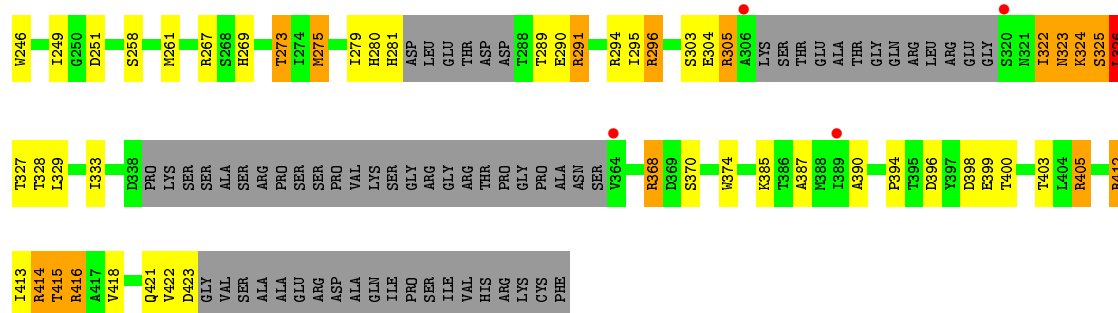 W246 I249 G250 D251 S258 M261 R267 S268 H269 T273 I274 M275 I279 H280 H281 ASP LEU GLU THR ASP ASP T288 T289 E290 R291 R294 I295 R296 S303 E304 R305 A306 LYS SER THR GLU ALA THR GLY GLN ARG LEU ARG GLU GLY S320 N321 I322 N323 K324 S325 L326
T327 T328 L329 I333 D338 PRO LYS SER SER ALA SER ARG PRO SER SER PRO VAL LYS SER GLY ARG GLY ARG THR PRO GLY PRO ALA ASN SER V364 R368 D369 S370 W374 K385 T386 A387 M388 I389 A390 P394 T395 D396 Y397 D398 E399 T400 T403 L404 R405 R412
I413 R414 T415 R416 A417 V418 Q421 V422 D423 GLY VAL SER ALA ALA GLU ARG ASP ALA GLN ILE PRO SER ILE VAL HIS ARG LYS CYS PHE